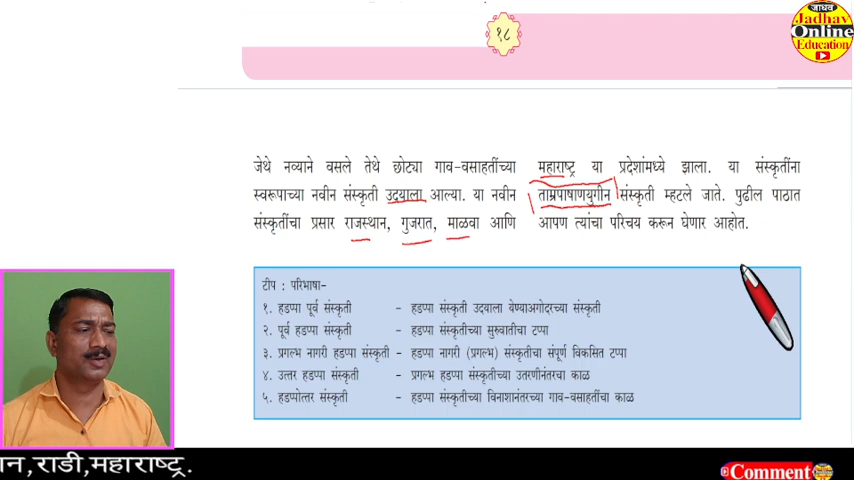 १८
जाधव
Jadhav
Online
Education
जेथे नव्याने वसले तेथे छोट्या गाव-वसाहतींच्या
स्वरूपाच्या नवीन संस्कृती उदयाला आल्या. या नवीन
संस्कृतींचा प्रसार राजस्थान, गुजरात, माळवा आणि
महाराष्ट्र या प्रदेशांमध्ये झाला. या संस्कृतींना
ताम्रपाषाणयुगीन संस्कृती म्हटले जाते. पुढील पाठात
आपण त्यांचा परिचय करून घेणार आहोत.
टीप : परिभाषा-
१. हडप्पा पूर्व संस्कृती - हडप्पा संस्कृती उदयाला येण्याअगोदरच्या संस्कृती
२. पूर्व हडप्पा संस्कृती - हडप्पा संस्कृतीच्या सुरुवातीचा टप्पा
३. प्रगल्भ नागरी हडप्पा संस्कृती - हडप्पा नागरी (प्रगल्भ) संस्कृतीचा संपूर्ण विकसित टप्पा
४. उत्तर हडप्पा संस्कृती - प्रगल्भ हडप्पा संस्कृतीच्या उतरणीनंतरचा काळ
५. हडप्पोत्तर संस्कृती - हडप्पा संस्कृतीच्या विनाशानंतरच्या गाव-वसाहतींचा काळ
ान,राडी,महाराष्ट्र.
Comment